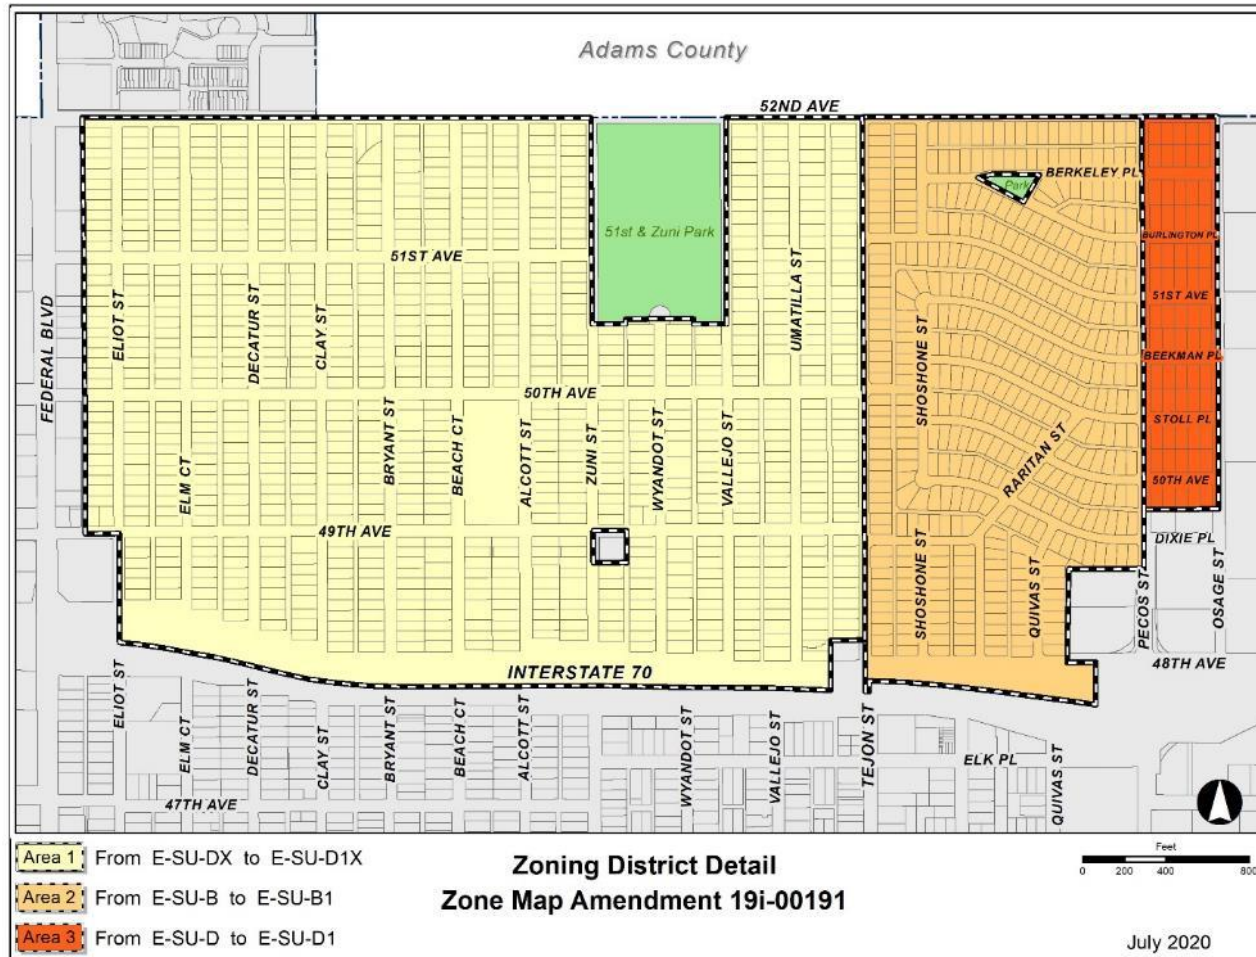 Adams County
52ND AVE
BERKELEY PL
Park
51st & Zuni Park
BURLINGTON PL
51ST AVE
51ST AVE
UMATILLA ST
ELIOT ST
DECATUR ST
CLAY ST
FEDERAL BLVD
SHOSHONE ST
BEEKMAN PL
50TH AVE
STOLL PL
BRYANT ST
BEACH CT
ALCOTT ST
ZUNI ST
WYANDOT ST
VALLEJO ST
RARITAN ST
ELM CT
50TH AVE
49TH AVE
DIXIE PL
SHOSHONE ST
QUIVAS ST
PECOS ST
OSAGE ST
48TH AVE
INTERSTATE 70
ELIOT ST
ELM CT
DECATUR ST
CLAY ST
BRYANT ST
BEACH CT
ALCOTT ST
WYANDOT ST
VALLEJO ST
TEJON ST
ELK PL
QUIVAS ST
47TH AVE
Area 1 From E-SU-DX to E-SU-D1X
Area 2 From E-SU-B to E-SU-B1
Area 3 From E-SU-D to E-SU-D1
Zoning District Detail
Zone Map Amendment 19i-00191
Feet
0 200 400 800
July 2020